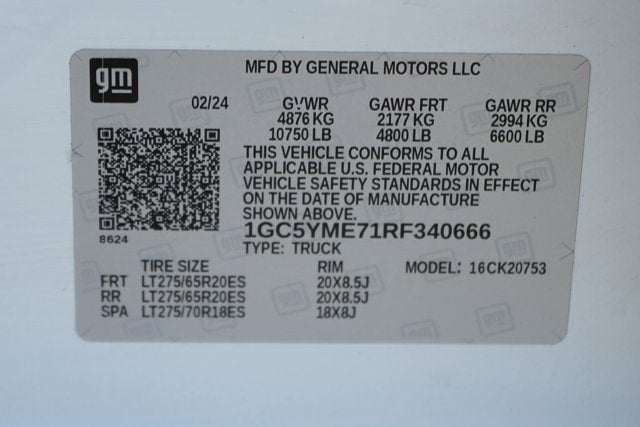 gm
MFD BY GENERAL MOTORS LLC
02/24 GVWR GAWR FRT GAWR RR
4876 KG 2177 KG 2994 KG
10750 LB 4800 LB 6600 LB
THIS VEHICLE CONFORMS TO ALL
APPLICABLE U.S. FEDERAL MOTOR
VEHICLE SAFETY STANDARDS IN EFFECT
ON THE DATE OF MANUFACTURE
SHOWN ABOVE.
8624
1GC5YME71RF340666
TYPE: TRUCK
TIRE SIZE RIM MODEL: 16CK20753
FRT LT275/65R20ES 20X8.5J
RR LT275/65R20ES 20X8.5J
SPA LT275/70R18ES 18X8J